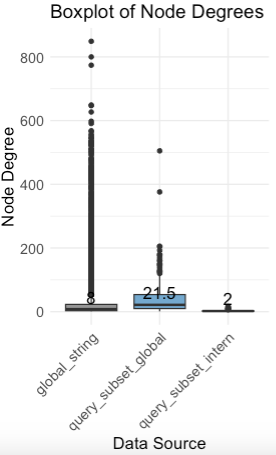 Boxplot of Node Degrees
Node Degree
800
600
400
200
0
21.5
2
global_string
query_subset_global
query_subset_intern
Data Source